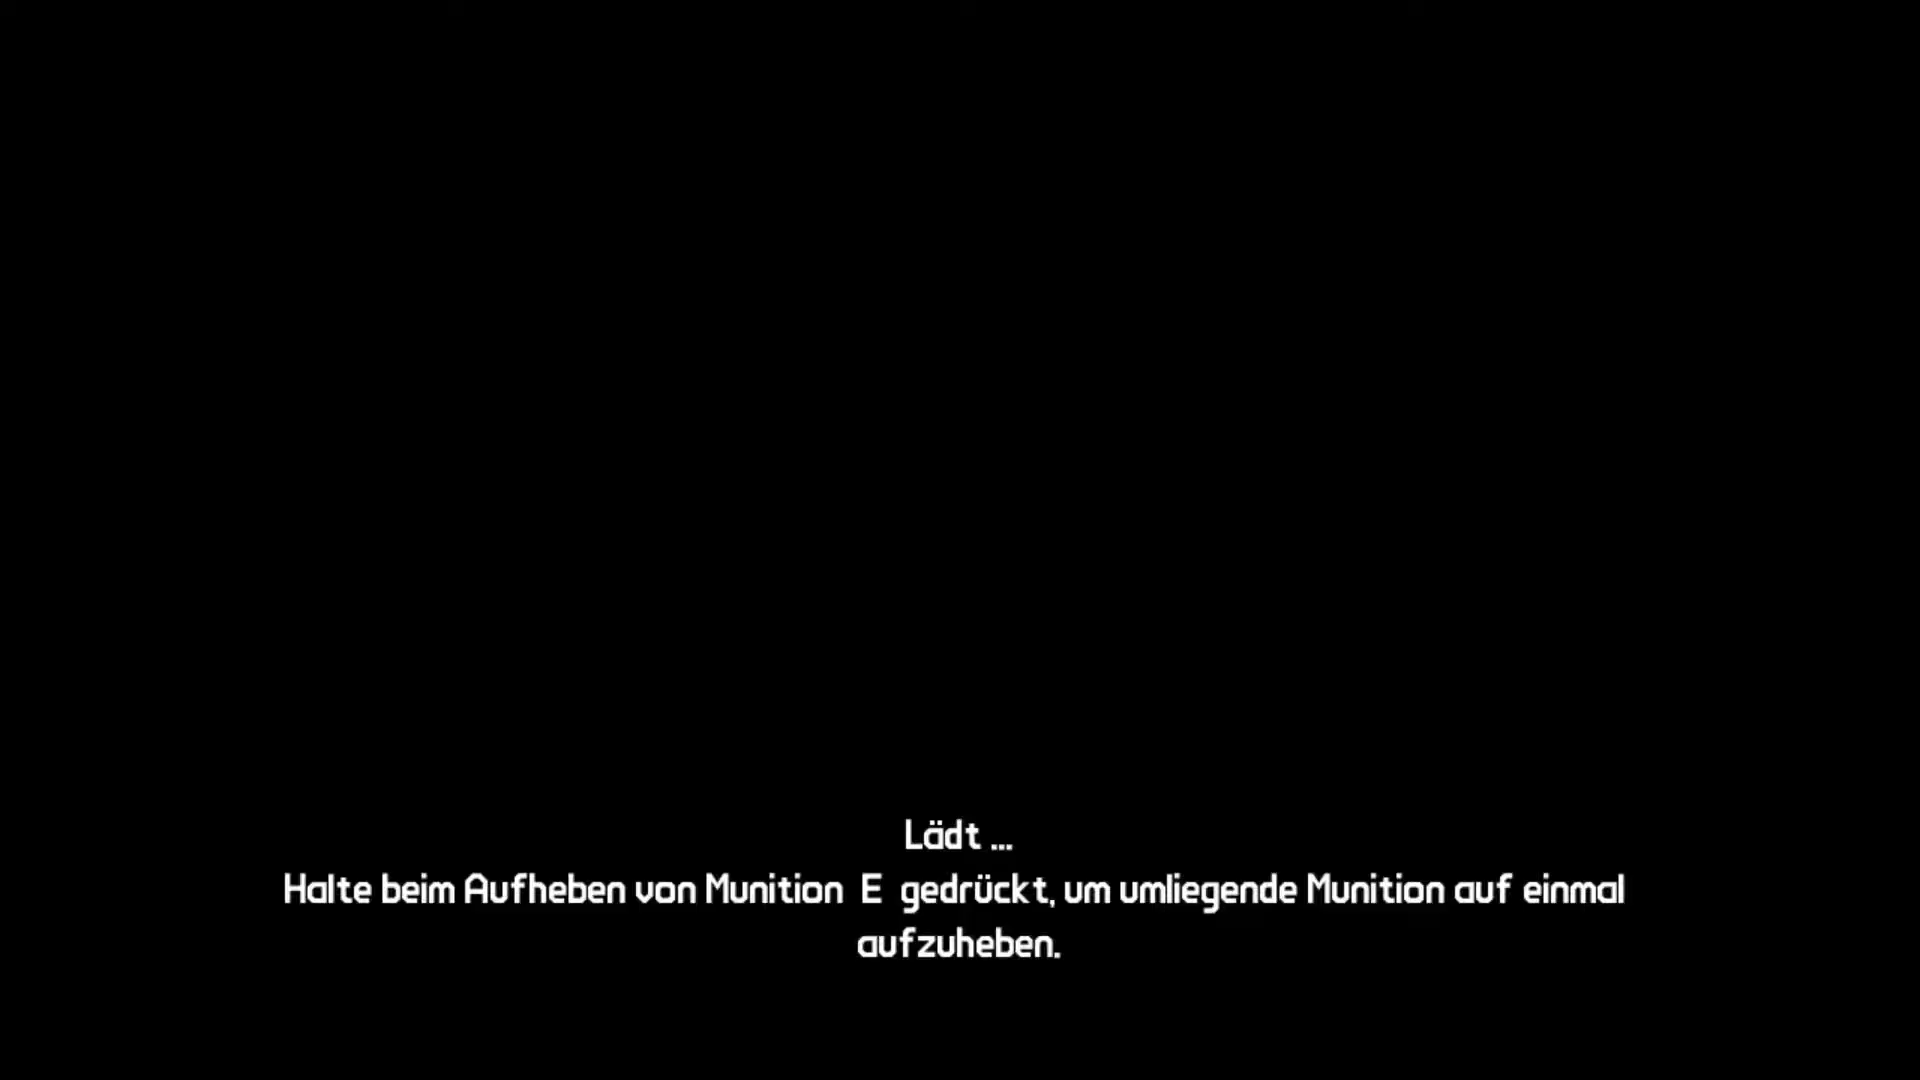 Lädt ...
Halte beim Aufheben von Munition E gedrückt, um umliegende Munition auf einmal
aufzuheben.